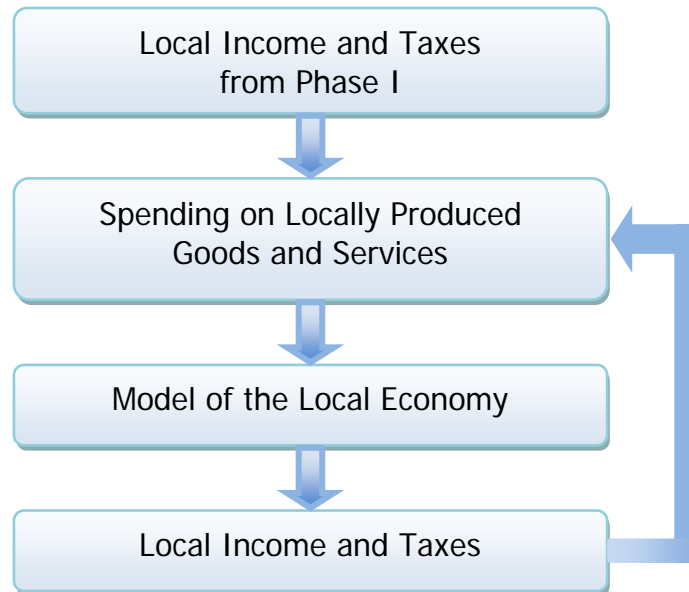 Local Income and Taxes
from Phase I
Spending on Locally Produced
Goods and Services
Model of the Local Economy
Local Income and Taxes